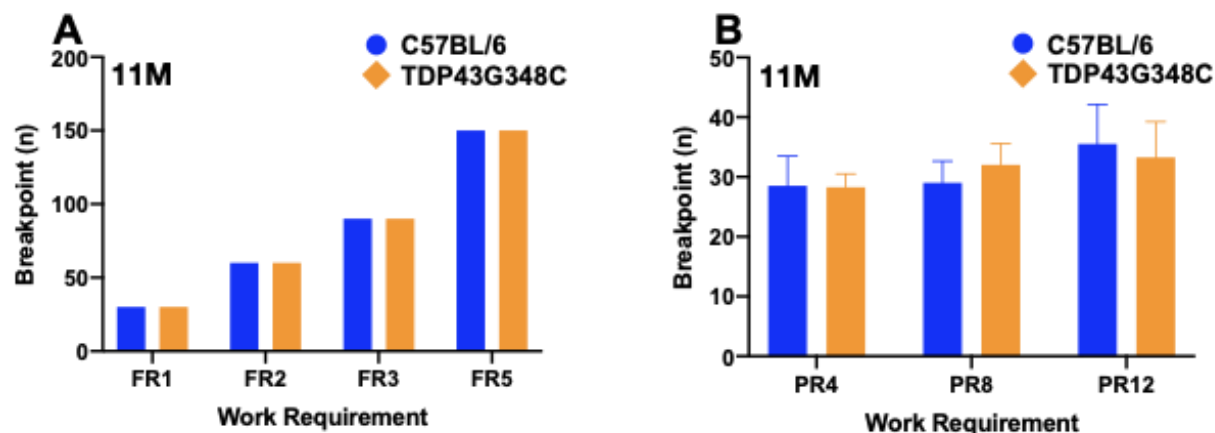 A
C57BL/6
TDP43G348C
11M
200
150
100
50
0
Breakpoint (n)
FR1 FR2 FR3 FR5
Work Requirement
B
C57BL/6
TDP43G348C
11M
50
40
30
20
10
0
Breakpoint (n)
PR4 PR8 PR12
Work Requirement